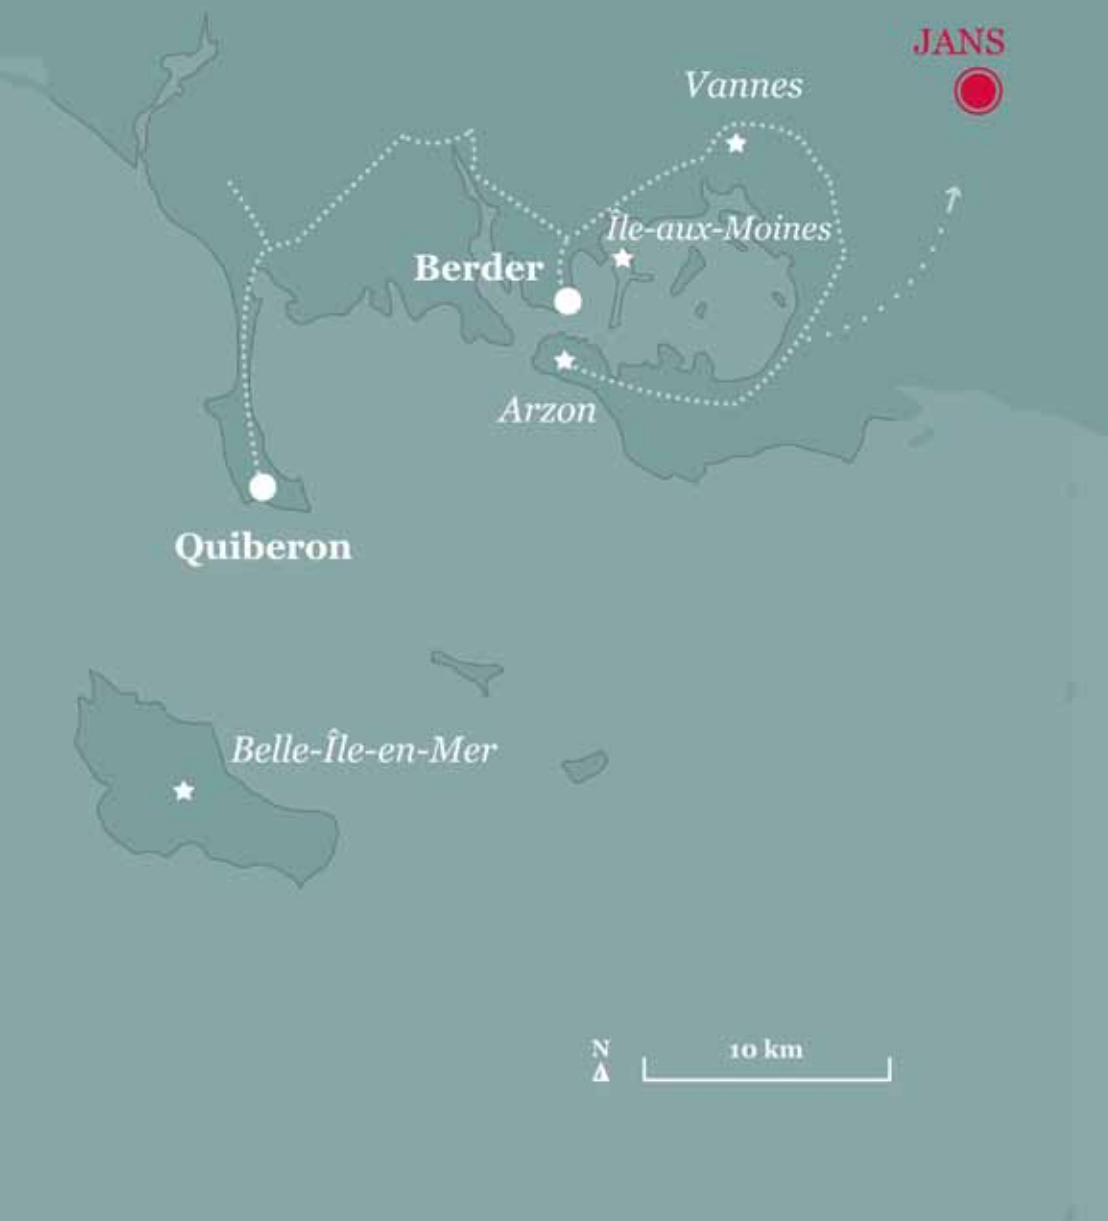 JANS
Vannes
Île-aux-Moines
Berder
Arzon
Quiberon
Belle-Île-en-Mer
N
10 km